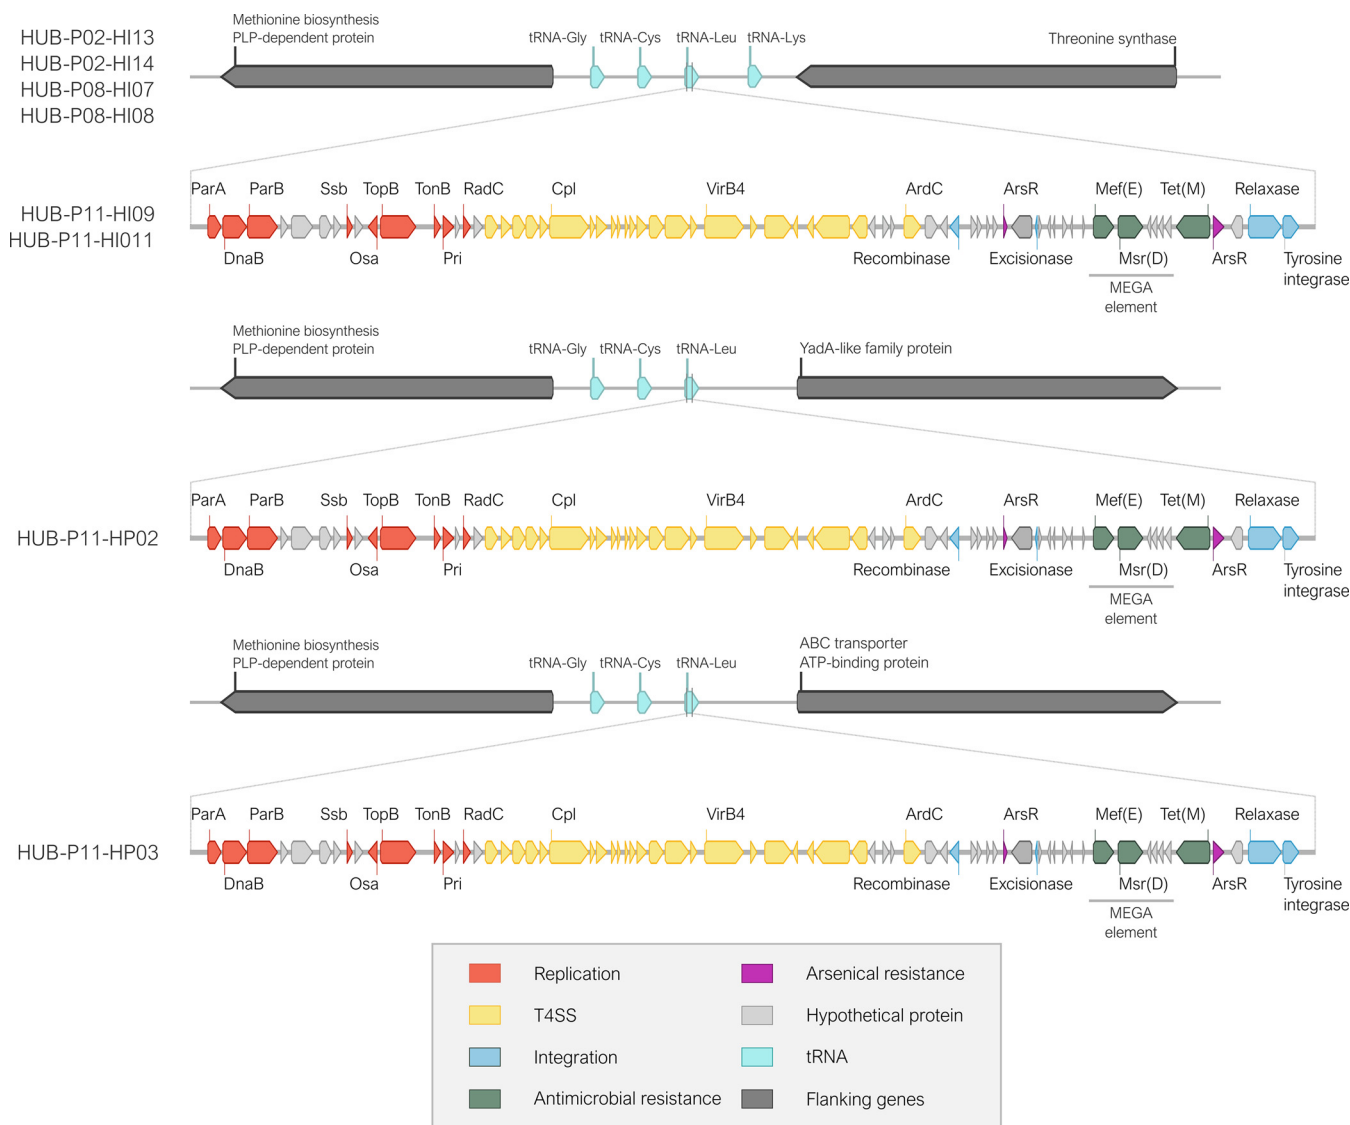 HUB-P02-HI13
HUB-P02-HI14
HUB-P08-HI07
HUB-P08-HI08
Methionine biosynthesis
PLP-dependent protein
tRNA-Gly tRNA-Cys tRNA-Leu tRNA-Lys
Threonine synthase
HUB-P11-HI09
HUB-P11-HI011
ParA ParB Ssb TopB TonB RadC Cpl VirB4 ArdC ArsR Mef(E) Tet(M) Relaxase
DnaB Osa Pri Recombinase Excisionase Msr(D) ArsR Tyrosine
integrase
MEGA
element
Methionine biosynthesis
PLP-dependent protein
tRNA-Gly tRNA-Cys tRNA-Leu
YadA-like family protein
HUB-P11-HP02
ParA ParB Ssb TopB TonB RadC Cpl VirB4 ArdC ArsR Mef(E) Tet(M) Relaxase
DnaB Osa Pri Recombinase Excisionase Msr(D) ArsR Tyrosine
integrase
MEGA
element
Methionine biosynthesis
PLP-dependent protein
tRNA-Gly tRNA-Cys tRNA-Leu
ABC transporter
ATP-binding protein
HUB-P11-HP03
ParA ParB Ssb TopB TonB RadC Cpl VirB4 ArdC ArsR Mef(E) Tet(M) Relaxase
DnaB Osa Pri Recombinase Excisionase Msr(D) ArsR Tyrosine
integrase
MEGA
element
Replication
T4SS
Integration
Antimicrobial resistance
Arsenical resistance
Hypothetical protein
tRNA
Flanking genes